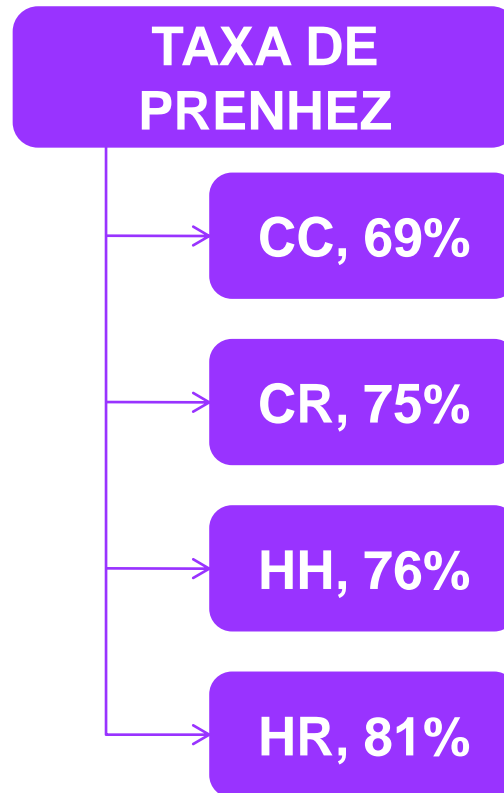 TAXA DE
PRENHEZ
CC, 69%
CR, 75%
HH, 76%
HR, 81%